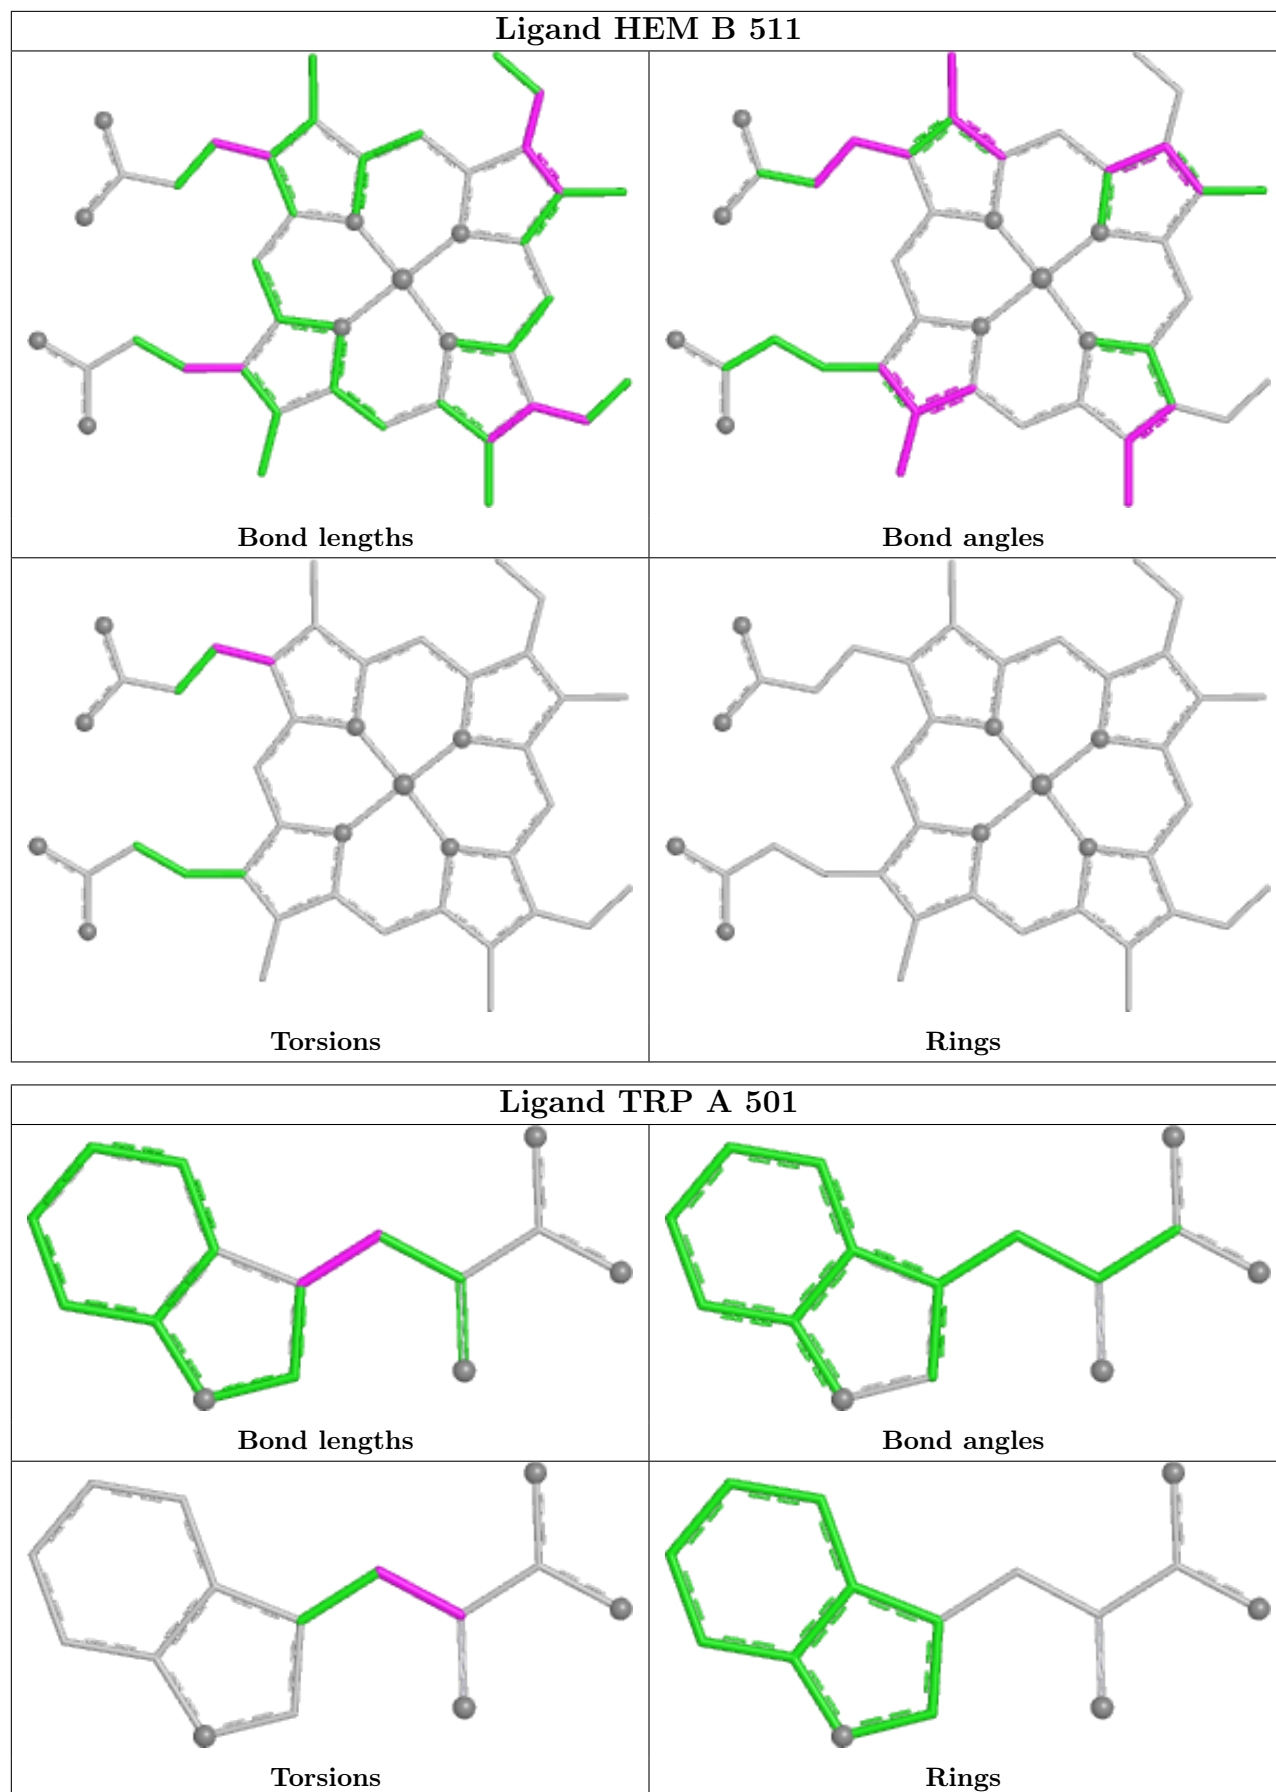 Ligand HEM B 511
Bond lengths
Bond angles
Torsions
Rings
Ligand TRP A 501
Bond lengths
Bond angles
Torsions
Rings